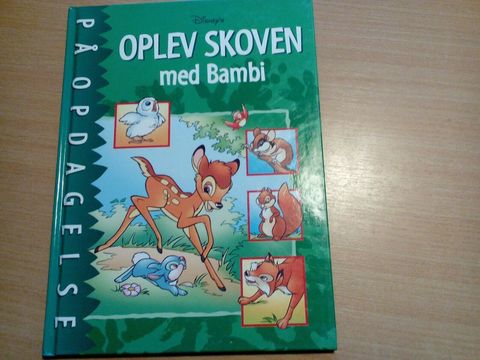 Disney's
OPLEV SKOVEN
med Bambi
PÅ OPDAGELSE